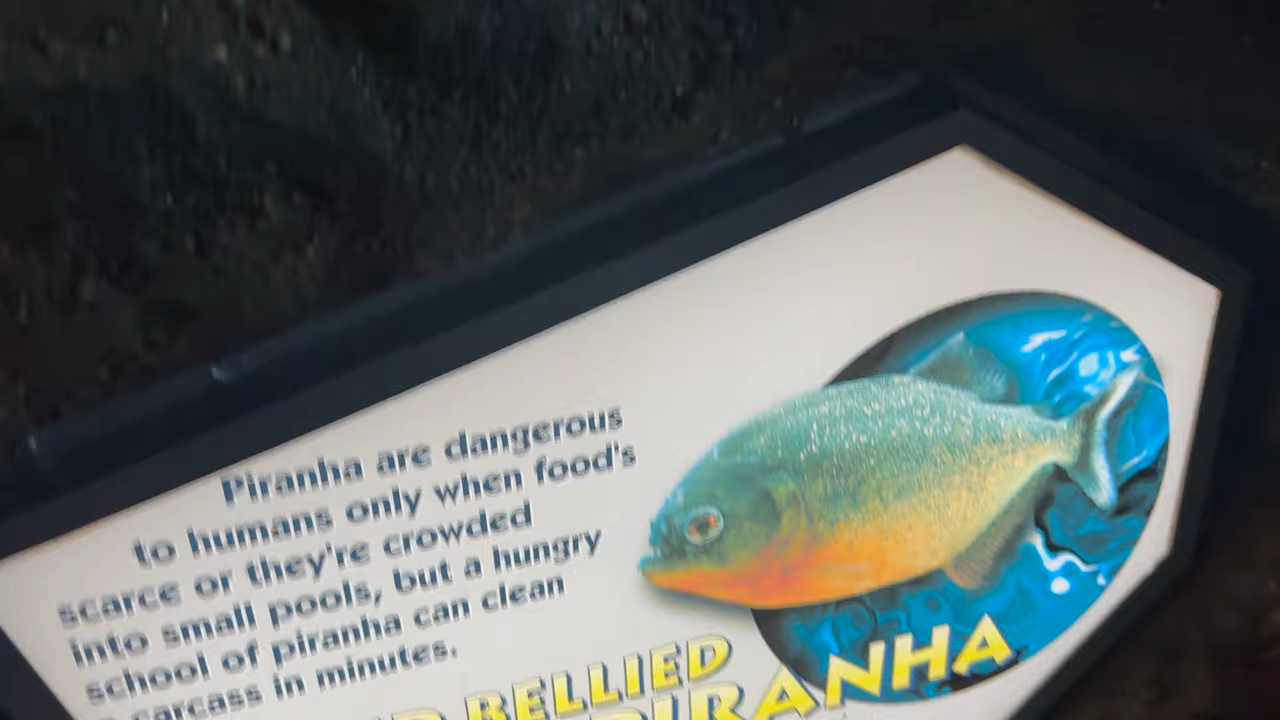 Piranha are dangerous
to humans only when food's
scarce or they're crowded
into small pools, but a hungry
school of piranha can clean
carcass in minutes.
BELLIED
PIRANHA